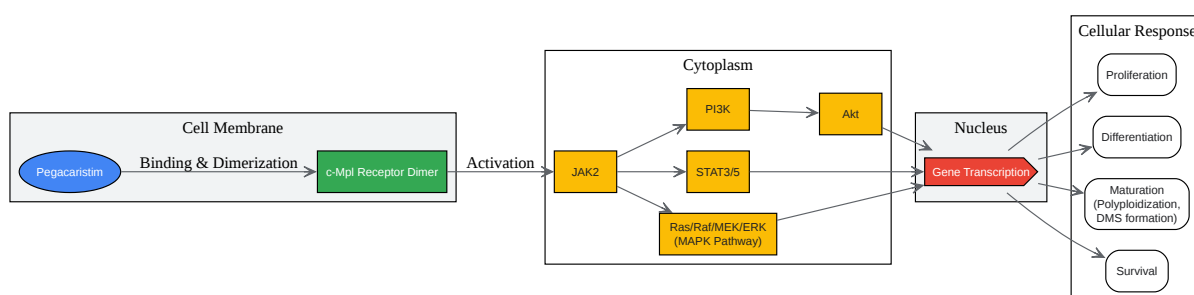 Cell Membrane
Pegacaristim
Binding & Dimerization
c-Mpl Receptor Dimer
Activation
Cytoplasm
JAK2
PI3K
Akt
STAT3/5
Ras/Raf/MEK/ERK
(MAPK Pathway)
Nucleus
Gene Transcription
Cellular Response
Proliferation
Differentiation
Maturation
(Polyploidization,
DMS formation)
Survival